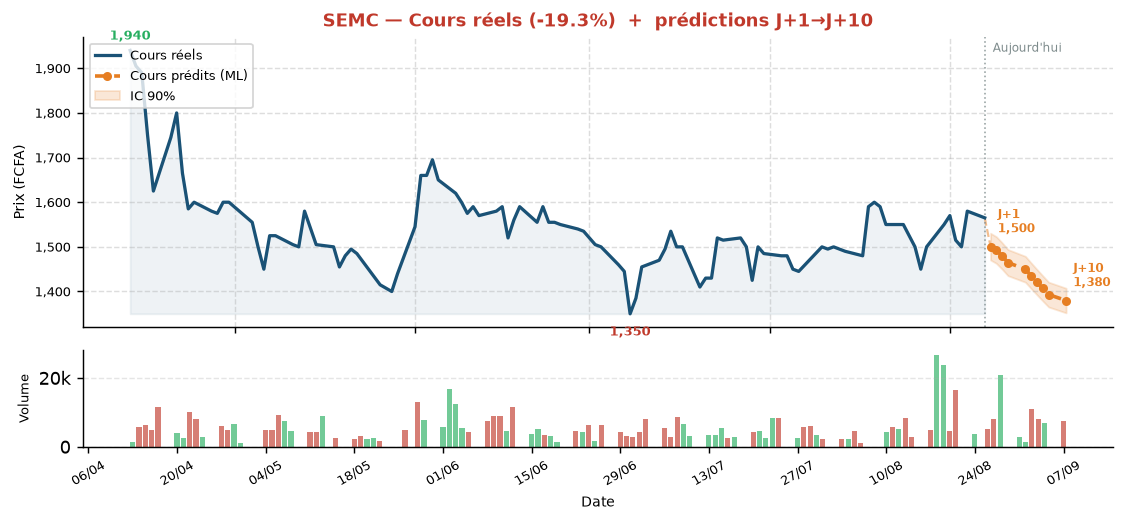 SEMC — Cours réels (-19.3%) + prédictions J+1→J+10
1,940
Cours réels
Cours prédits (ML)
IC 90%
Aujourd'hui
Prix (FCFA)
1,900
1,800
1,700
1,600
1,500
1,400
J+1
1,500
J+10
1,380
1,350
Volume
20k
0
06/04
20/04
04/05
18/05
01/06
15/06
29/06
13/07
27/07
10/08
24/08
07/09
Date